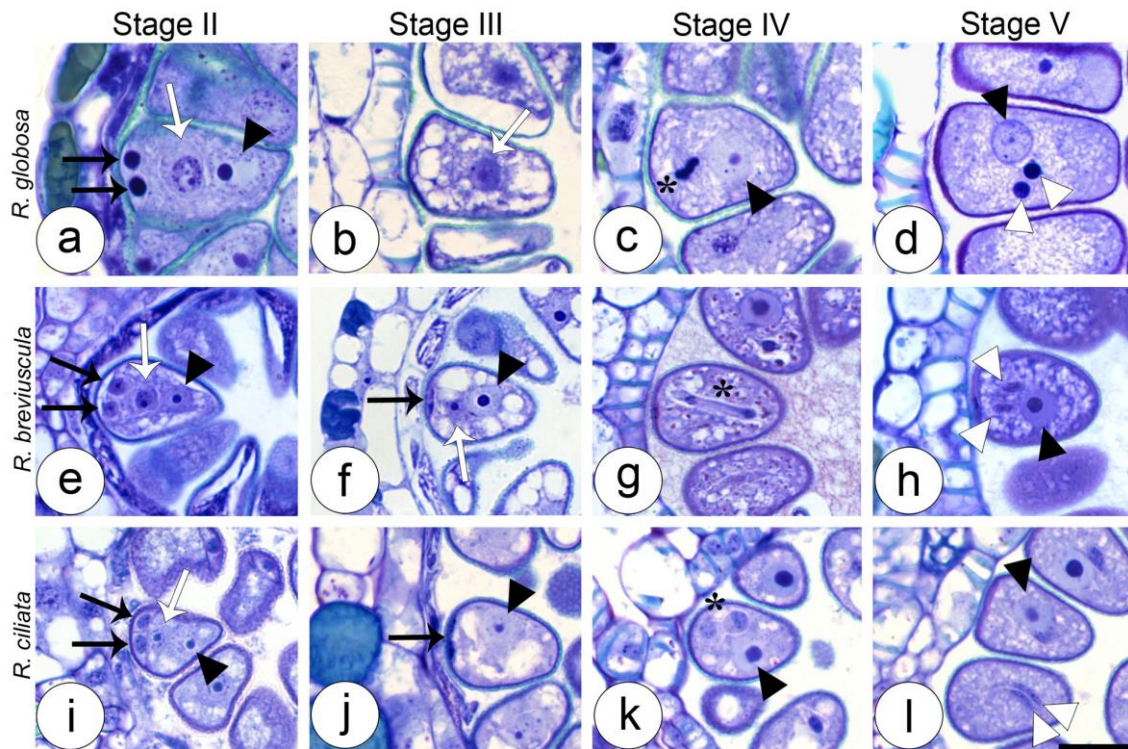 Stage II Stage III Stage IV Stage V
R. globosa
a b c * d
R. breviuscula
e f g * h
R. ciliata
i j k * l